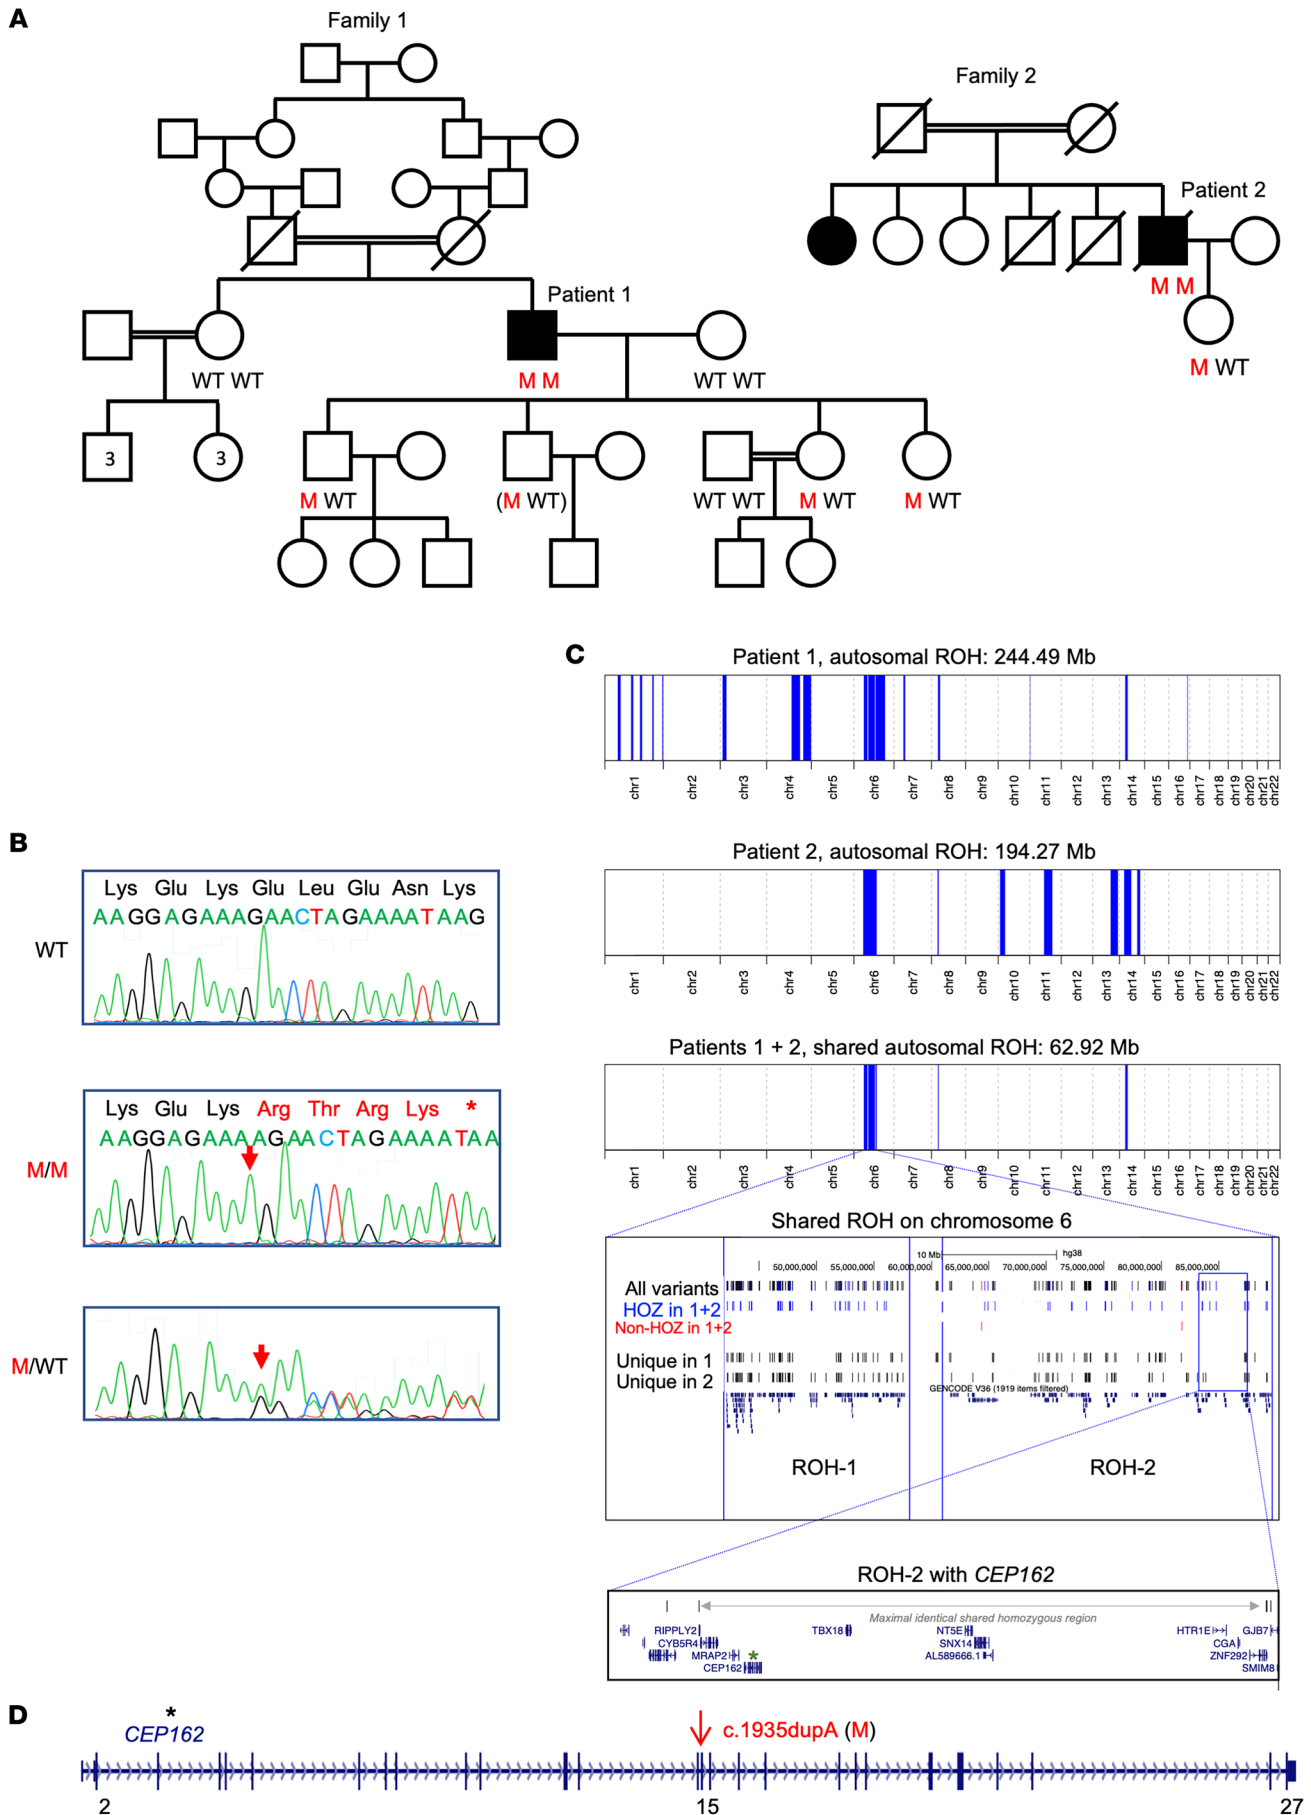 A
Family 1
Family 2
Patient 2
M M
M WT
Patient 1
WT WT
M M
WT WT
3
3
M WT
(M WT)
WT WT
M WT
M WT
B
Lys Glu Lys Glu Leu Glu Asn Lys
AAGGAGAAAGAACTAGAAAATAAG
WT
Lys Glu Lys Arg Thr Arg Lys *
AAGGAGAAAAGAACTAGAAAATAA
M/M
M/WT
C
Patient 1, autosomal ROH: 244.49 Mb
chr1 chr2 chr3 chr4 chr5 chr6 chr7 chr8 chr9 chr10 chr11 chr12 chr13 chr14 chr15 chr16 chr17 chr18 chr19 chr20 chr21 chr22
Patient 2, autosomal ROH: 194.27 Mb
chr1 chr2 chr3 chr4 chr5 chr6 chr7 chr8 chr9 chr10 chr11 chr12 chr13 chr14 chr15 chr16 chr17 chr18 chr19 chr20 chr21 chr22
Patients 1 + 2, shared autosomal ROH: 62.92 Mb
chr1 chr2 chr3 chr4 chr5 chr6 chr7 chr8 chr9 chr10 chr11 chr12 chr13 chr14 chr15 chr16 chr17 chr18 chr19 chr20 chr21 chr22
Shared ROH on chromosome 6
10 Mb hg38
50,000,000 55,000,000 60,000,000 65,000,000 70,000,000 75,000,000 80,000,000 85,000,000
All variants
HOZ in 1+2
Non-HOZ in 1+2
Unique in 1
Unique in 2
GENCODE V36 (1919 items filtered)
ROH-1 ROH-2
ROH-2 with CEP162
Maximal identical shared homozygous region
RIPPLY2 TBX18 NT5E HTR1E GJB7
CYB5R4 SNX14 CGA
MRAP2 * AL589666.1 ZNF292
CEP162 SMIM8
D
*
CEP162
c.1935dupA (M)
2 15 27